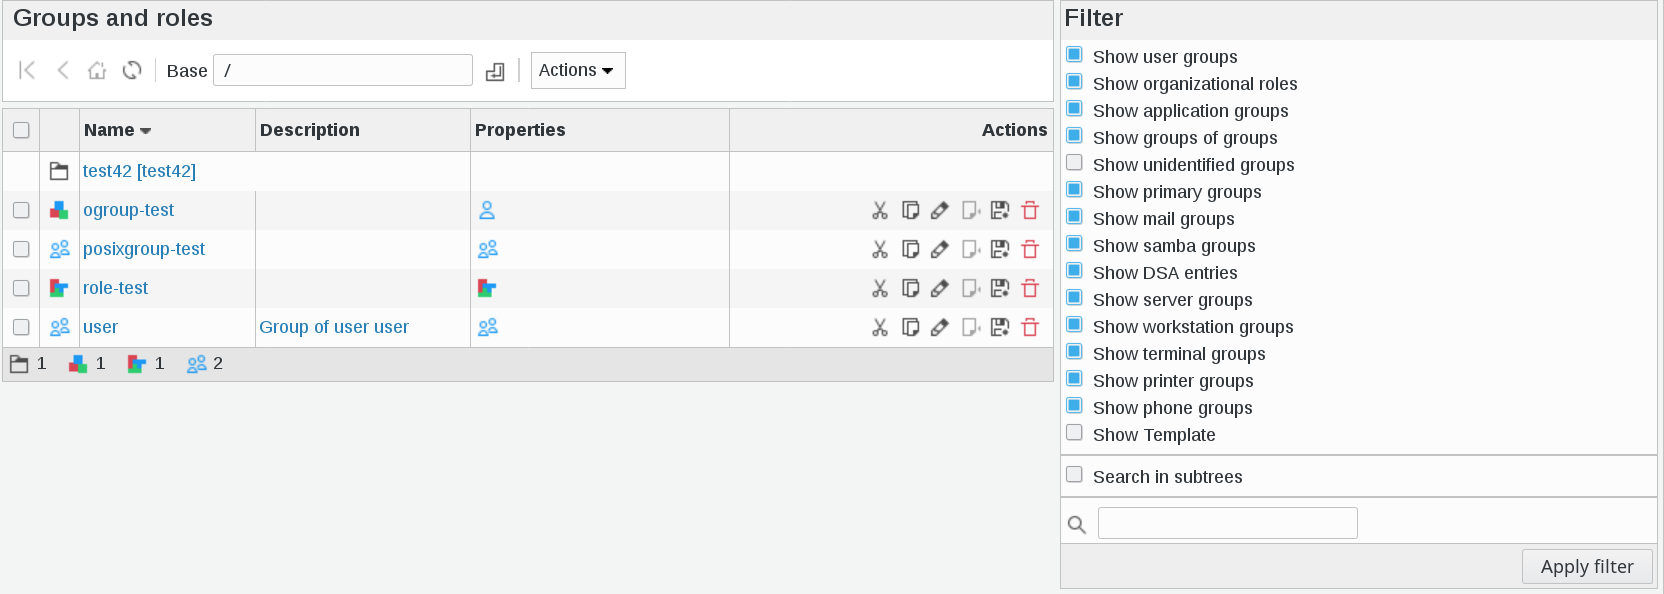 Groups and roles
Base / Actions
Name Description Properties Actions
test42 [test42]
ogroup-test
posixgroup-test
role-test
user Group of user user
1 1 1 2
Filter
Show user groups
Show organizational roles
Show application groups
Show groups of groups
Show unidentified groups
Show primary groups
Show mail groups
Show samba groups
Show DSA entries
Show server groups
Show workstation groups
Show terminal groups
Show printer groups
Show phone groups
Show Template
Search in subtrees
Apply filter